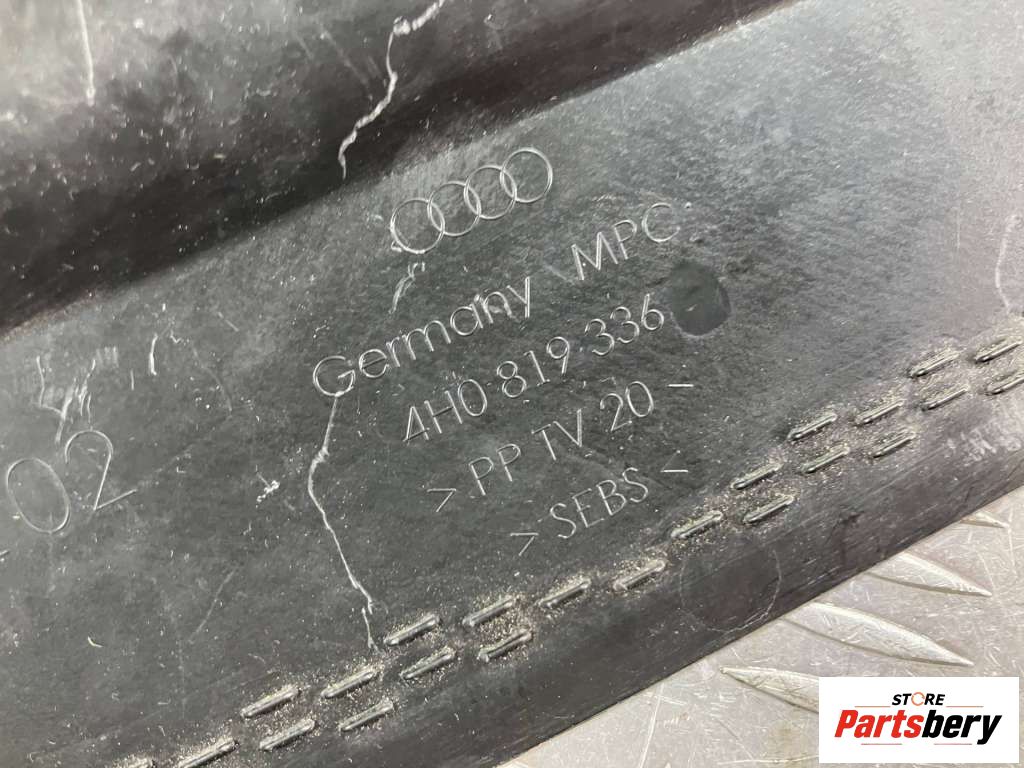 Germany MPC
4H0 819 336
> PP TV 20 -
> SEBS <
02
STORE
Partsbery